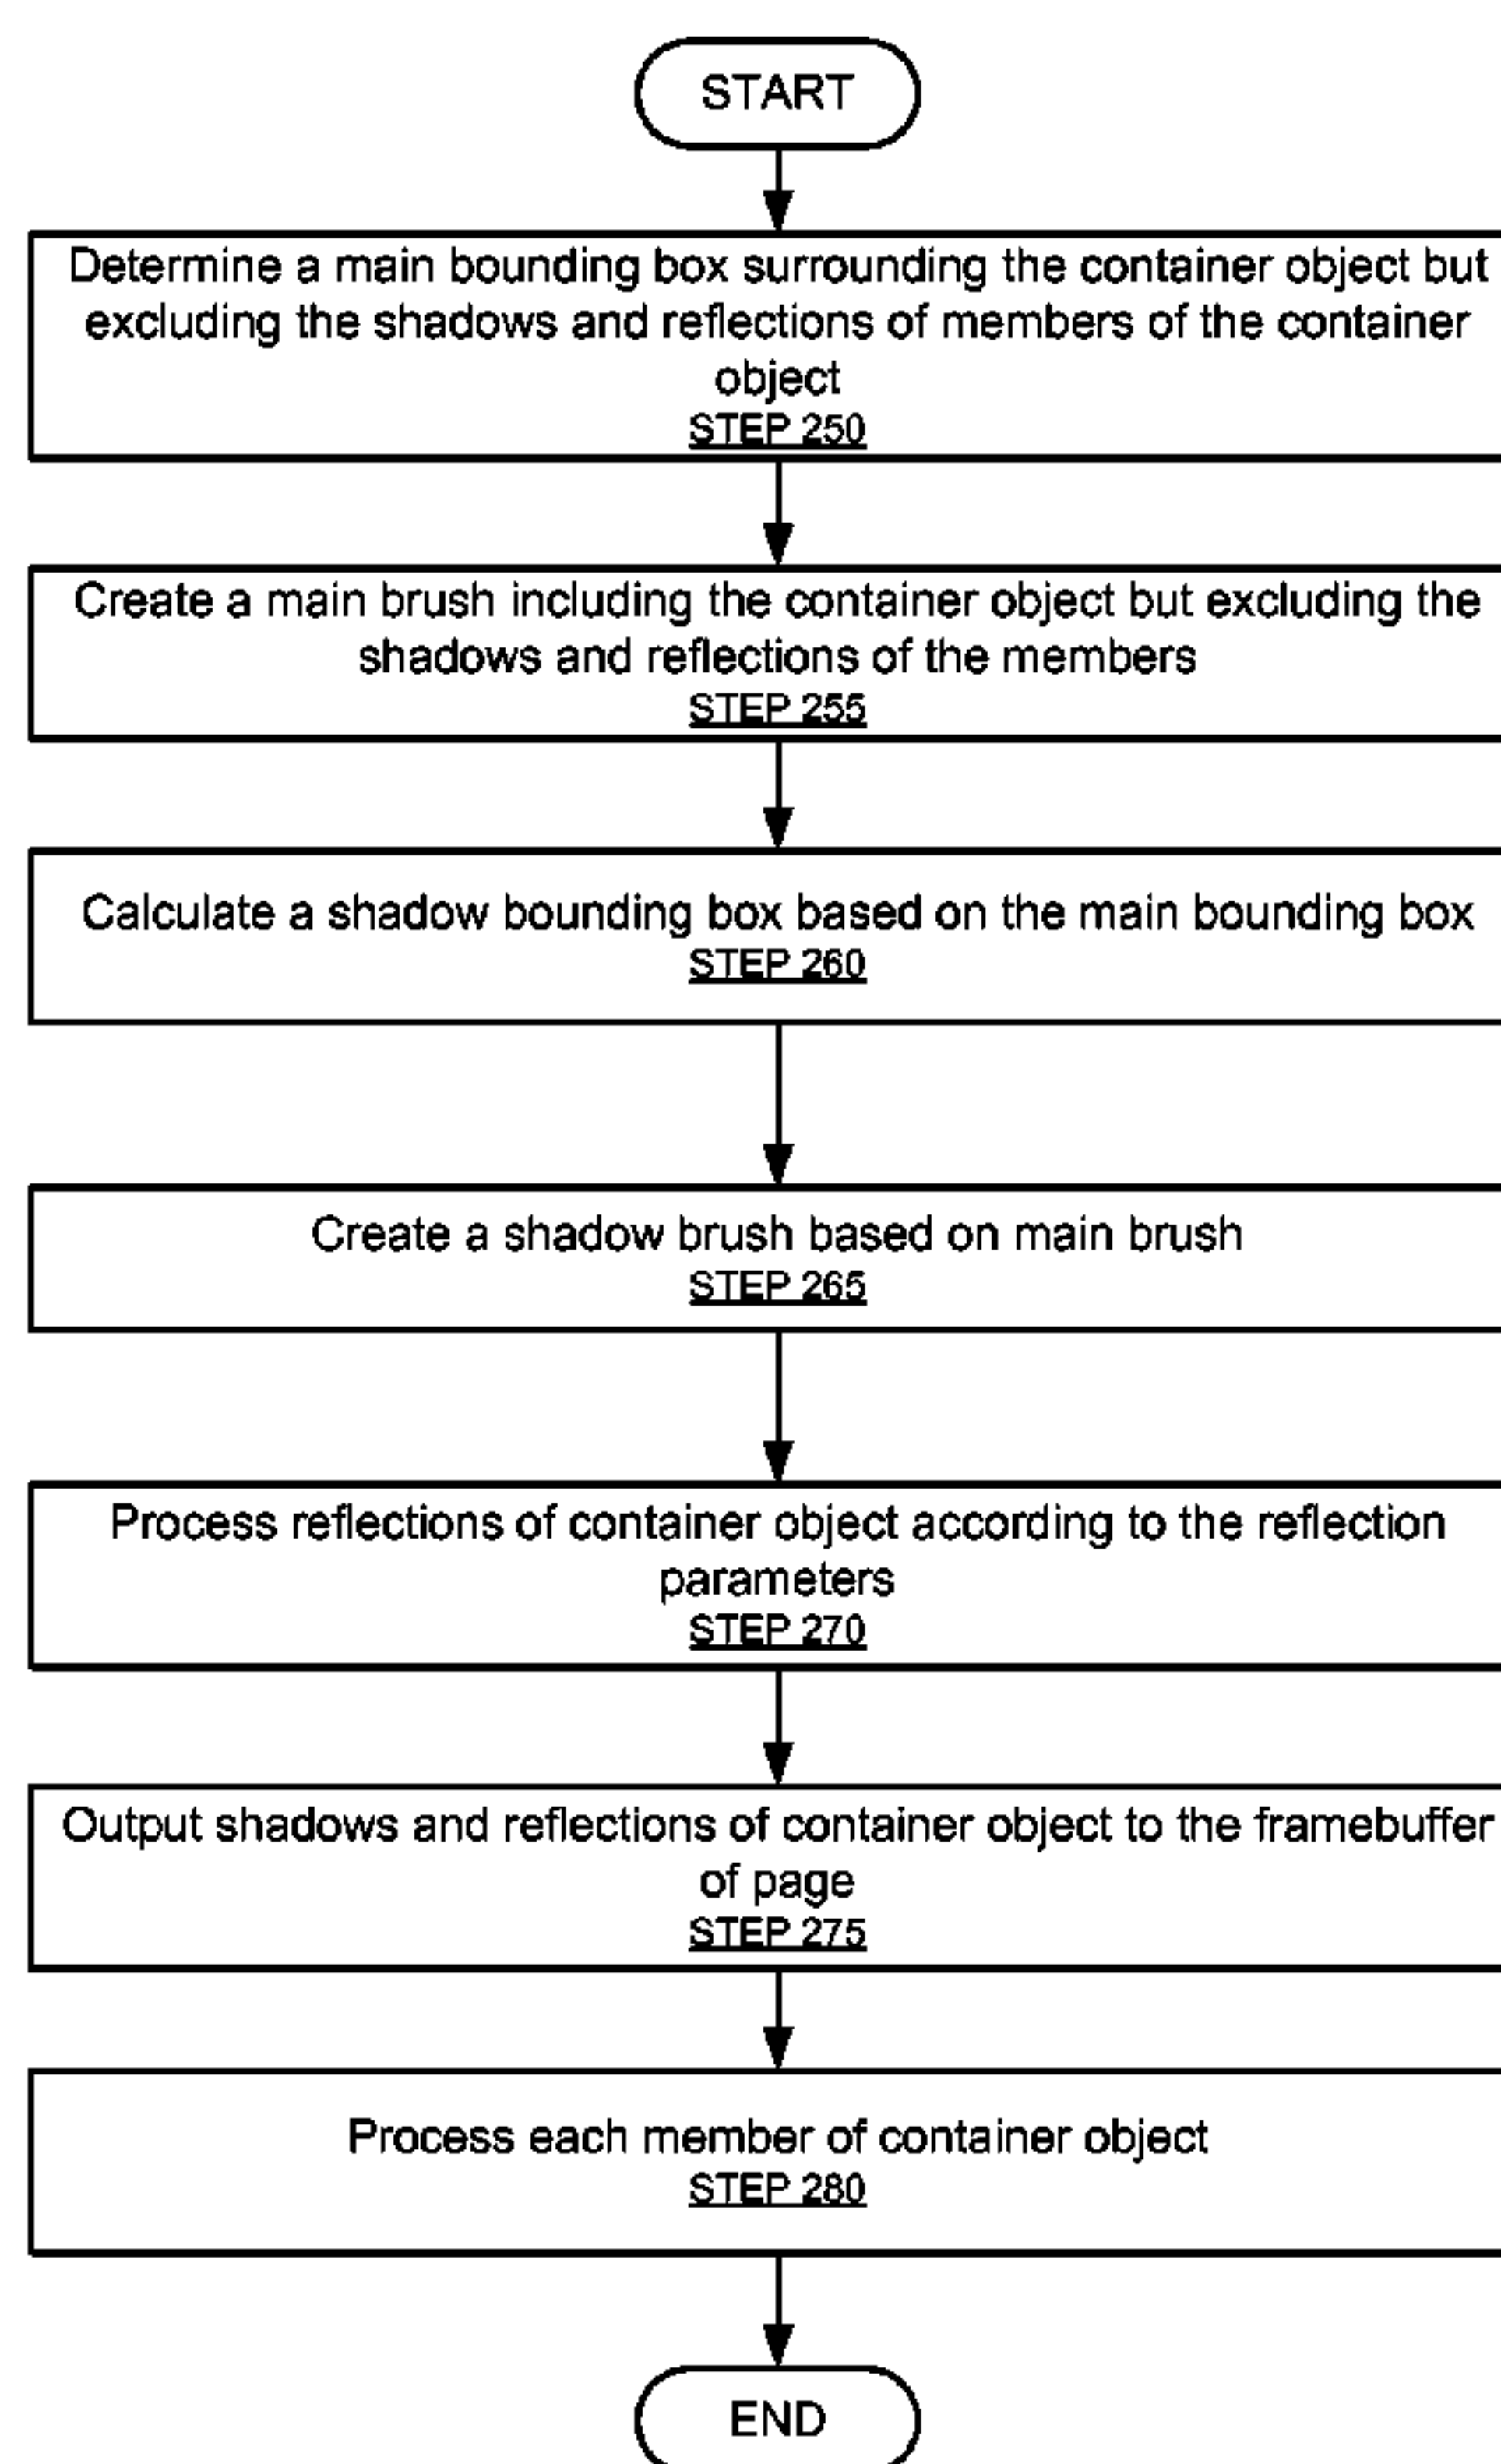 START
Determine a main bounding box surrounding the container object but
excluding the shadows and reflections of members of the container
object
STEP 250
Create a main brush including the container object but excluding the
shadows and reflections of the members
STEP 255
Calculate a shadow bounding box based on the main bounding box
STEP 260
Create a shadow brush based on main brush
STEP 265
Process reflections of container object according to the reflection
parameters
STEP 270
Output shadows and reflections of container object to the framebuffer
of page
STEP 275
Process each member of container object
STEP 280
END